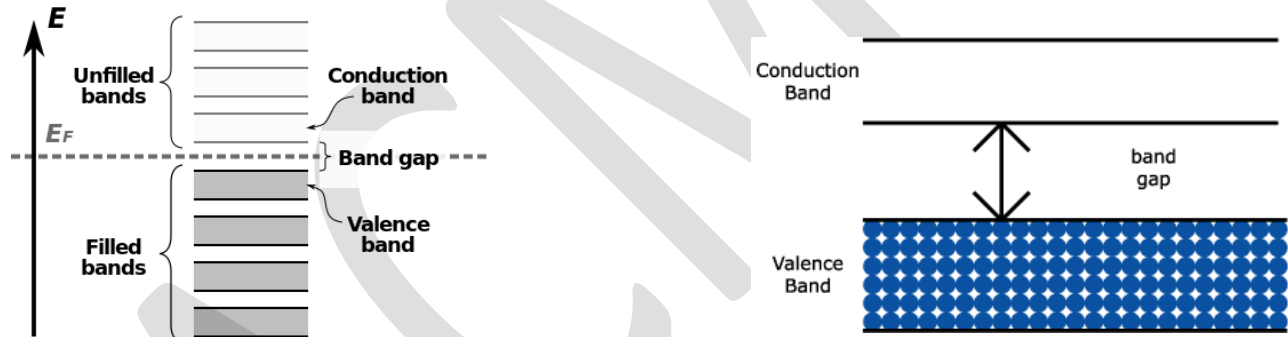 E
Unfilled
bands
Conduction
band
EF
Band gap
Valence
band
Filled
bands
Conduction
Band
band
gap
Valence
Band